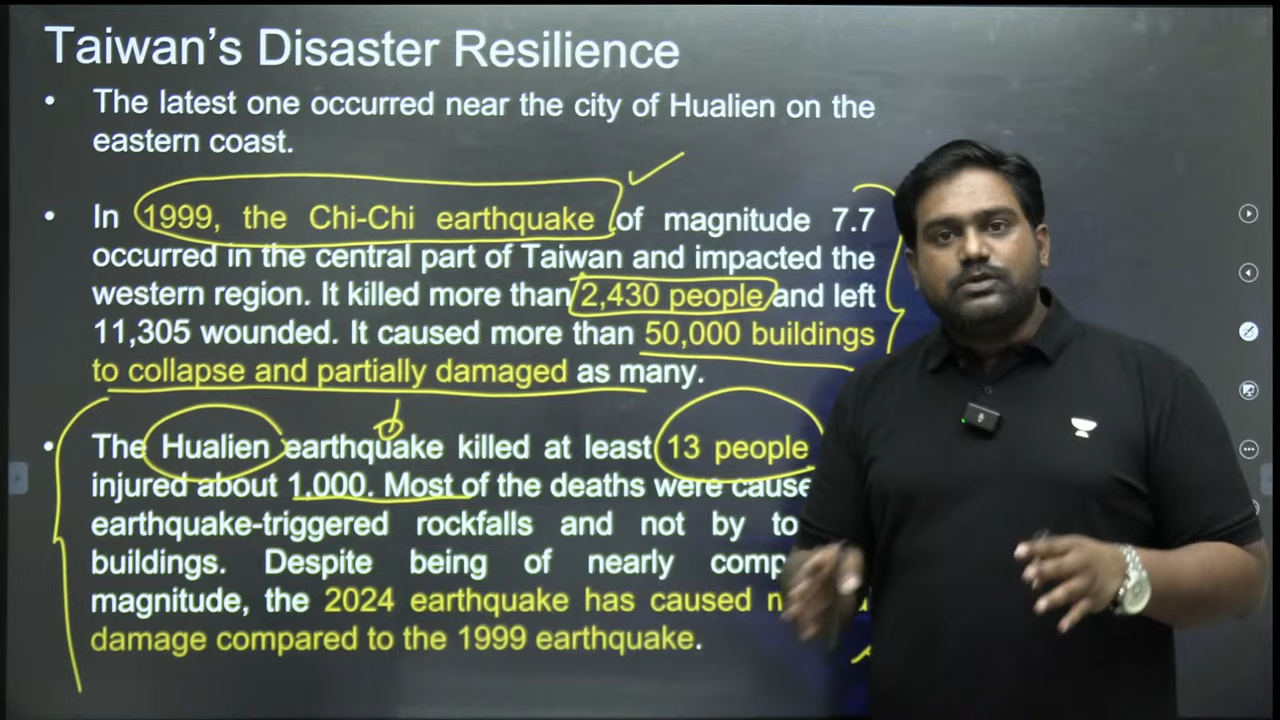 Taiwan's Disaster Resilience
• The latest one occurred near the city of Hualien on the
eastern coast.
• In 1999, the Chi-Chi earthquake of magnitude 7.7
occurred in the central part of Taiwan and impacted the
western region. It killed more than 2,430 people and left
11,305 wounded. It caused more than 50,000 buildings
to collapse and partially damaged as many.
• The Hualien earthquake killed at least 13 people
injured about 1,000. Most of the deaths were
earthquake-triggered rockfalls and not by
buildings. Despite being of nearly
magnitude, the 2024 earthquake has caused
damage compared to the 1999 earthquake.